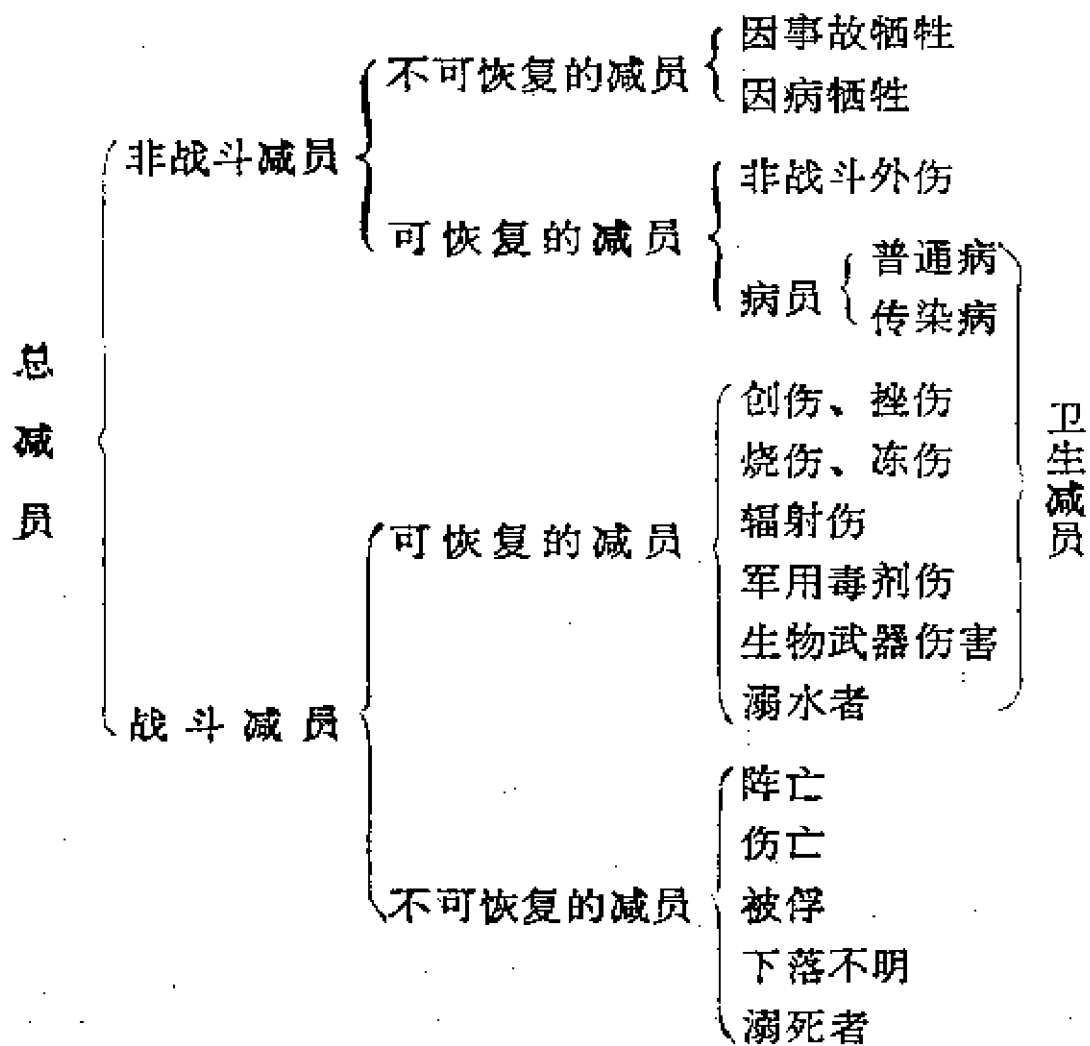 总减员
非战斗减员
不可恢复的减员
因事故牺牲
因病牺牲
可恢复的减员
非战斗外伤
病员
普通病
传染病
战斗减员
可恢复的减员
创伤、挫伤
烧伤、冻伤
辐射伤
军用毒剂伤
生物武器伤害
溺水者
卫生减员
不可恢复的减员
阵亡
伤亡
被俘
下落不明
溺死者